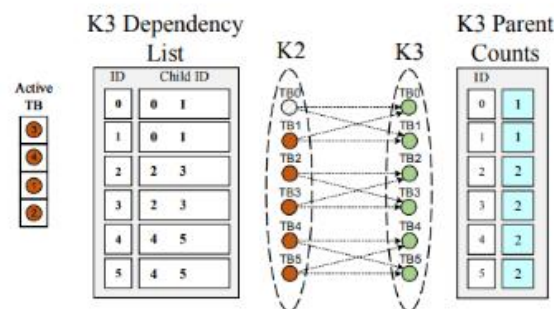 K3 Dependency List
K2
K3
K3 Parent Counts
Active TB
3
4
1
2
ID Child ID
0 0 1
1 0 1
2 2 3
3 2 3
4 4 5
5 4 5
TB0
TB1
TB2
TB3
TB4
TB5
TB0
TB1
TB2
TB3
TB4
TB5
ID
0 1
1 1
2 2
3 2
4 2
5 2